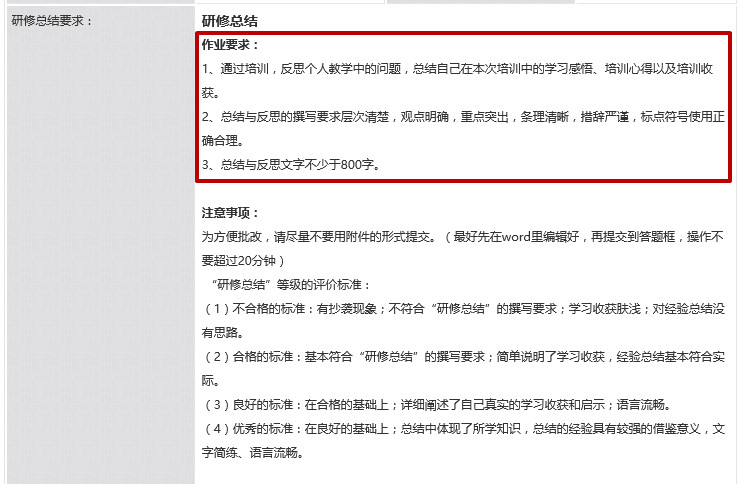 研修总结要求：
研修总结
作业要求：
1、通过培训，反思个人教学中的问题，总结自己在本次培训中的学习感悟、培训心得以及培训收
获。
2、总结与反思的撰写要求层次清楚，观点明确，重点突出，条理清晰，措辞严谨，标点符号使用正
确合理。
3、总结与反思文字不少于800字。
注意事项：
为方便批改，请尽量不要用附件的形式提交。（最好先在word里编辑好，再提交到答题框，操作不
要超过20分钟）
“研修总结”等级的评价标准：
（1）不合格的标准：有抄袭现象；不符合“研修总结”的撰写要求；学习收获肤浅；对经验总结没
有思路。
（2）合格的标准：基本符合“研修总结”的撰写要求；简单说明了学习收获，经验总结基本符合实
际。
（3）良好的标准：在合格的基础上；详细阐述了自己真实的学习收获和启示；语言流畅。
（4）优秀的标准：在良好的基础上；总结中体现了所学知识，总结的经验具有较强的借鉴意义，文
字简练、语言流畅。